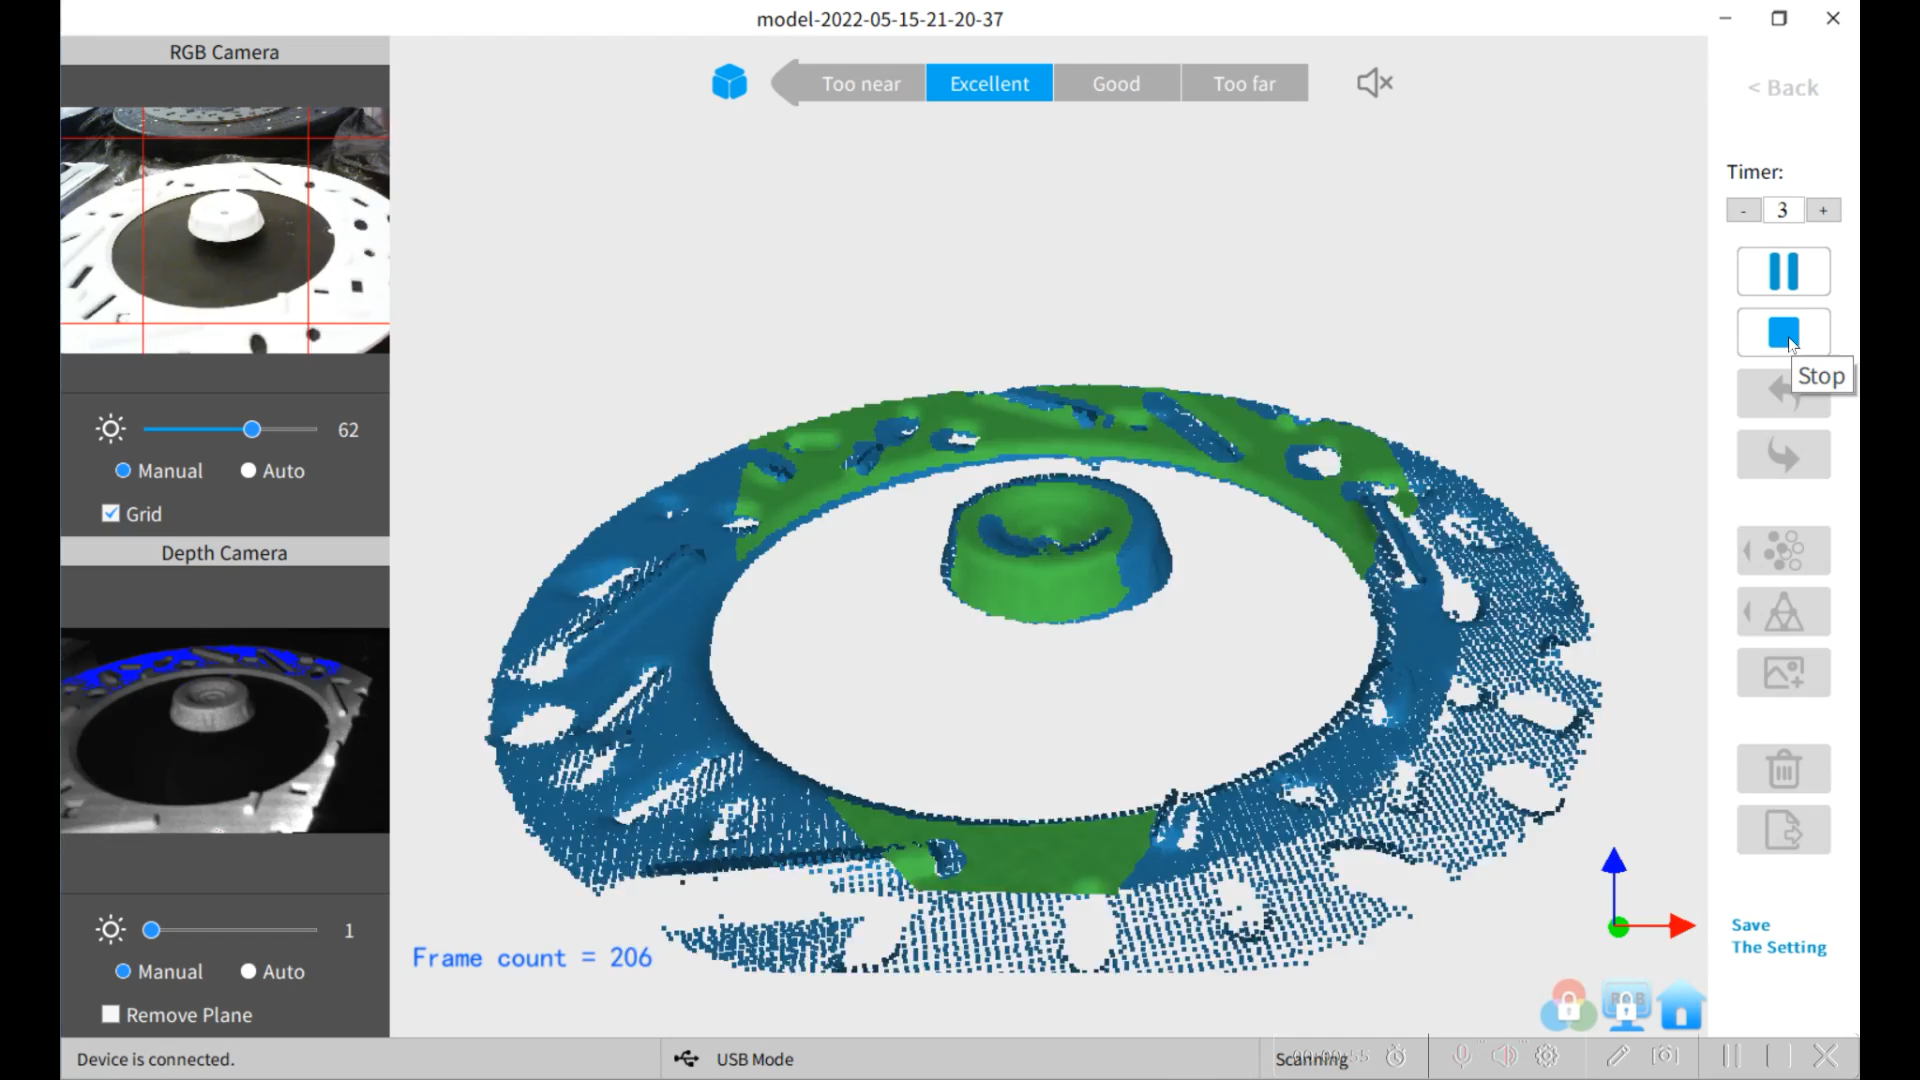 model-2022-05-15-21-20-37
RGB Camera
Too near
Excellent
Good
Too far
< Back
Timer:
-
3
+
Stop
62
Manual
Auto
Grid
Depth Camera
1
Manual
Auto
Remove Plane
Frame count = 206
Save
The Setting
Device is connected.
USB Mode
Scanning